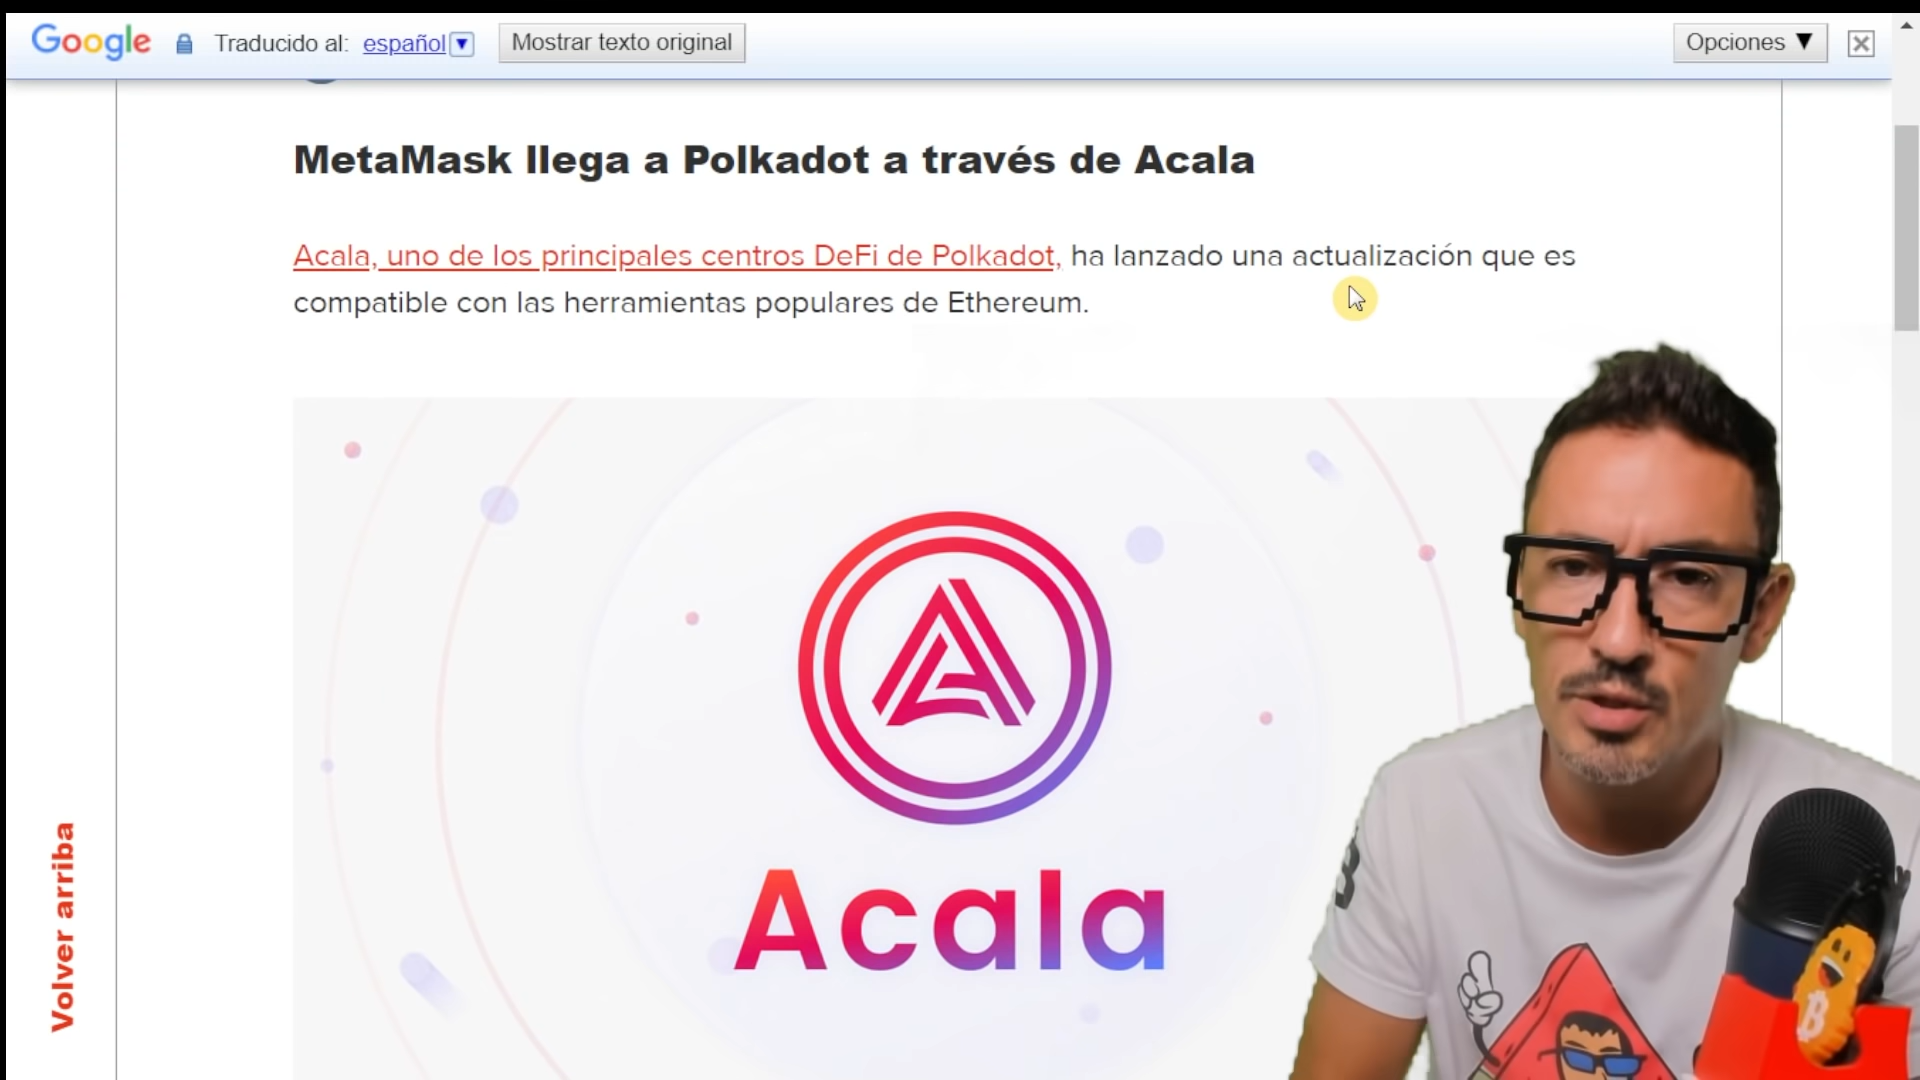 Google Traducido al: español Mostrar texto original Opciones ▼
MetaMask llega a Polkadot a través de Acala
Acala, uno de los principales centros DeFi de Polkadot, ha lanzado una actualización que es
compatible con las herramientas populares de Ethereum.
Acala
Volver arriba